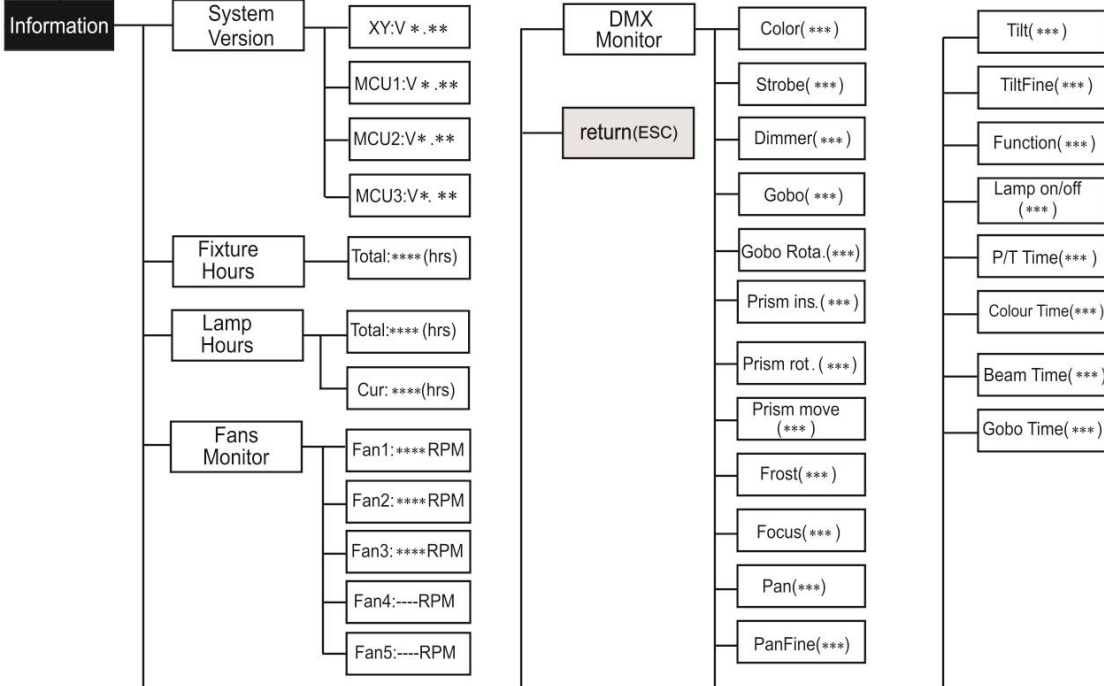 Information
System
Version
XY:V *.**
MCU1:V * .**
MCU2:V* .**
MCU3:V*. **
Fixture
Hours
Total:****(hrs)
Lamp
Hours
Total:****(hrs)
Cur: ****(hrs)
Fans
Monitor
Fan1: ****RPM
Fan2: ****RPM
Fan3: ****RPM
Fan4:----RPM
Fan5:----RPM
DMX
Monitor
return(ESC)
Color( *** )
Strobe( *** )
Dimmer( *** )
Gobo( *** )
Gobo Rota.(***)
Prism ins.( *** )
Prism rot. ( *** )
Prism move
(*** )
Frost( *** )
Focus( *** )
Pan(***)
PanFine(***)
Tilt( *** )
TiltFine( *** )
Function( *** )
Lamp on/off
(*** )
P/T Time(*** )
Colour Time(***)
Beam Time( *** )
Gobo Time( *** )